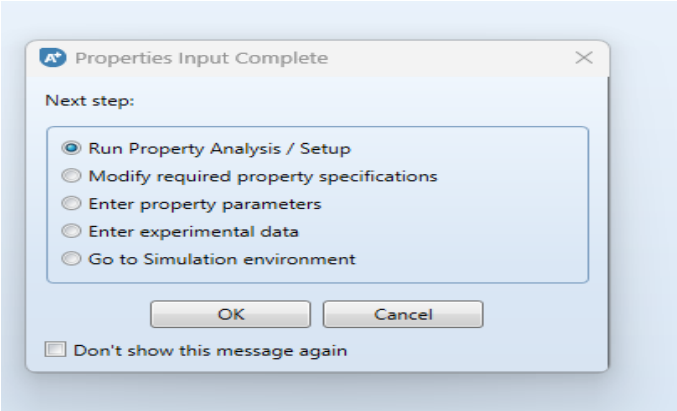 A+ Properties Input Complete
Next step:
Run Property Analysis / Setup
Modify required property specifications
Enter property parameters
Enter experimental data
Go to Simulation environment
OK Cancel
Don't show this message again